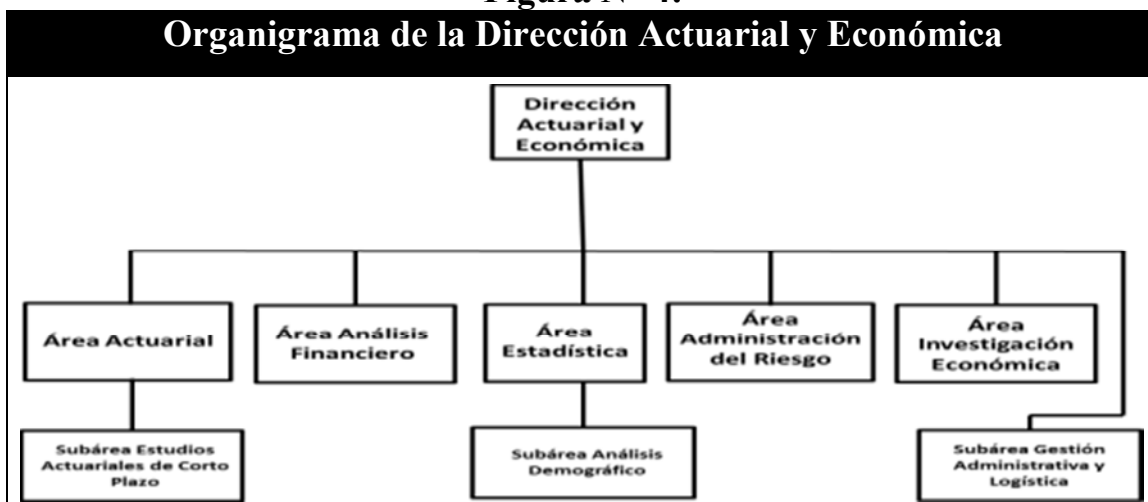 Organigrama de la Dirección Actuarial y Económica
Dirección
Actuarial y
Económica
Área Actuarial
Área Análisis
Financiero
Área
Estadística
Área
Administración
del Riesgo
Área
Investigación
Económica
Subárea Estudios
Actuariales de Corto
Plazo
Subárea Análisis
Demográfico
Subárea Gestión
Administrativa y
Logística